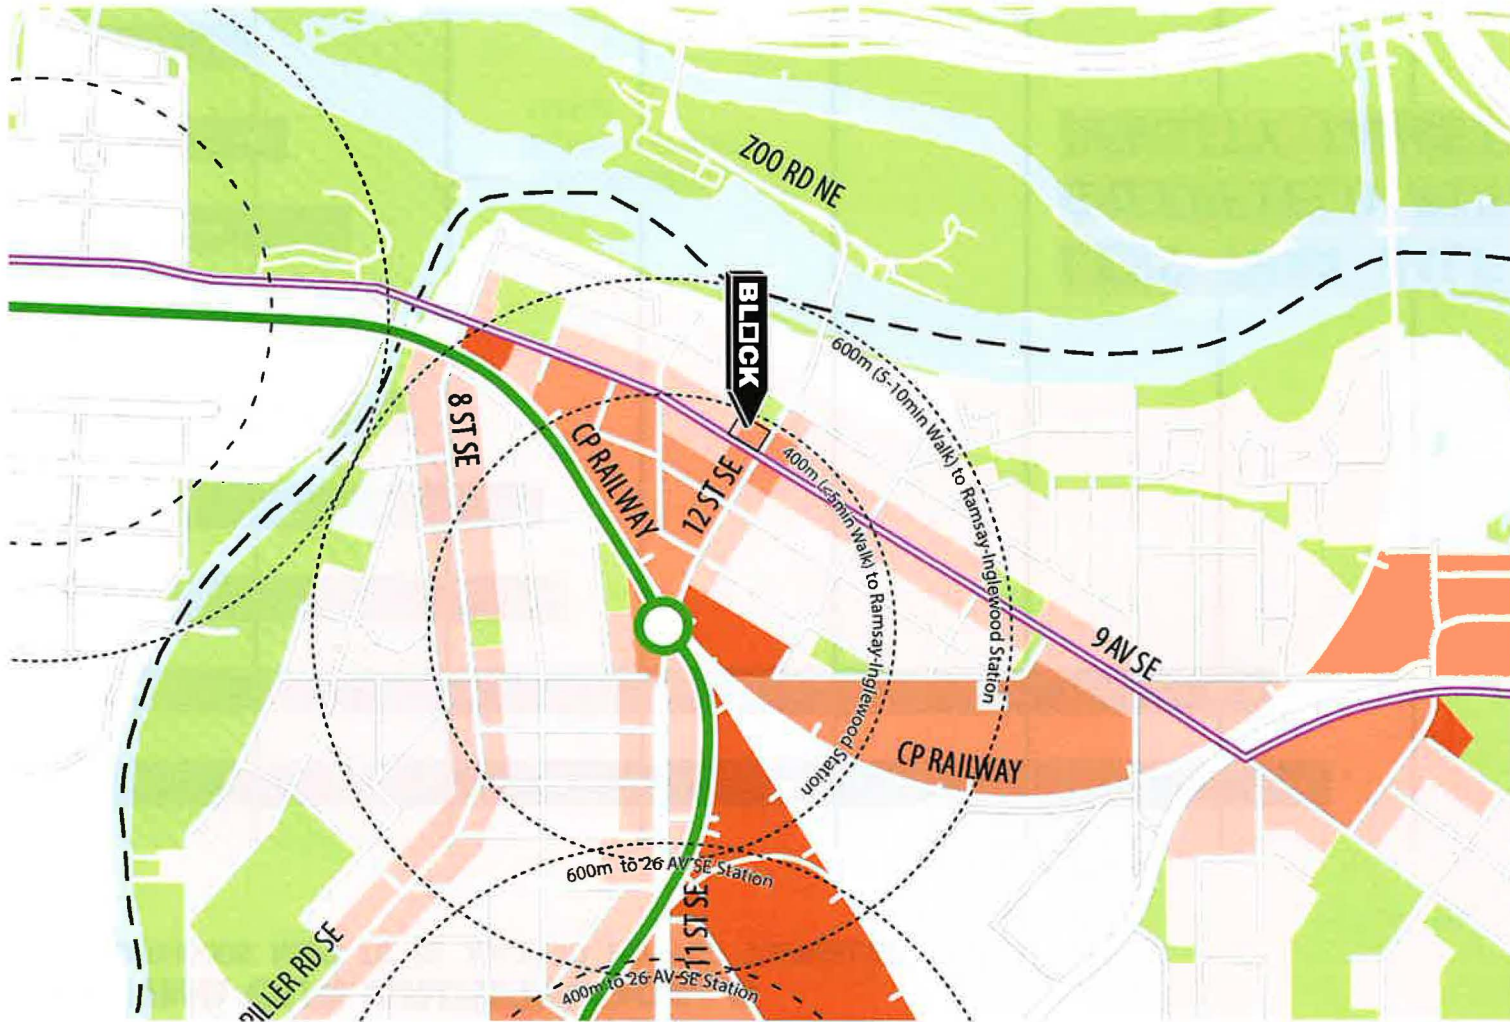 ZOO RD NE
BLOCK
600m (5-10min Walk) to Ramsay-Inglewood Station
8 ST SE
CP RAILWAY
12 ST SE
400m (<5min Walk) to Ramsay-Inglewood Station
9 AV SE
CP RAILWAY
600m to 26 AV SE Station
11 ST SE
PILLER RD SE
400m to 26 AV SE Station